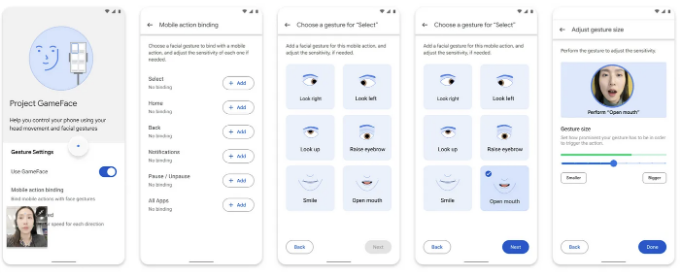 Project GameFace
Help you control your phone using your
head movement and facial gestures
Gesture Settings
Use GameFace
Mobile action binding
Bind mobile actions with face gestures
speed for each direction
Mobile action binding
Choose a facial gesture to bind with a mobile
action, and adjust the sensitivity of each one if
needed.
Select
No binding
+ Add
Home
No binding
+ Add
Back
No binding
+ Add
Notifications
No binding
+ Add
Pause / Unpause
No binding
+ Add
All Apps
No binding
+ Add
Choose a gesture for "Select"
Add a facial gesture for this mobile action, and
adjust the sensitivity, if needed.
Look right
Look left
Look up
Raise eyebrow
Smile
Open mouth
Back
Next
Choose a gesture for "Select"
Add a facial gesture for this mobile action, and
adjust the sensitivity, if needed.
Look right
Look left
Look up
Raise eyebrow
Smile
Open mouth
Back
Next
Adjust gesture size
Perform the gesture to adjust the sensitivity.
Perform "Open mouth"
Gesture size
Set how pronounced your gesture has to be in order
to trigger the action.
Smaller
Bigger
Back
Done